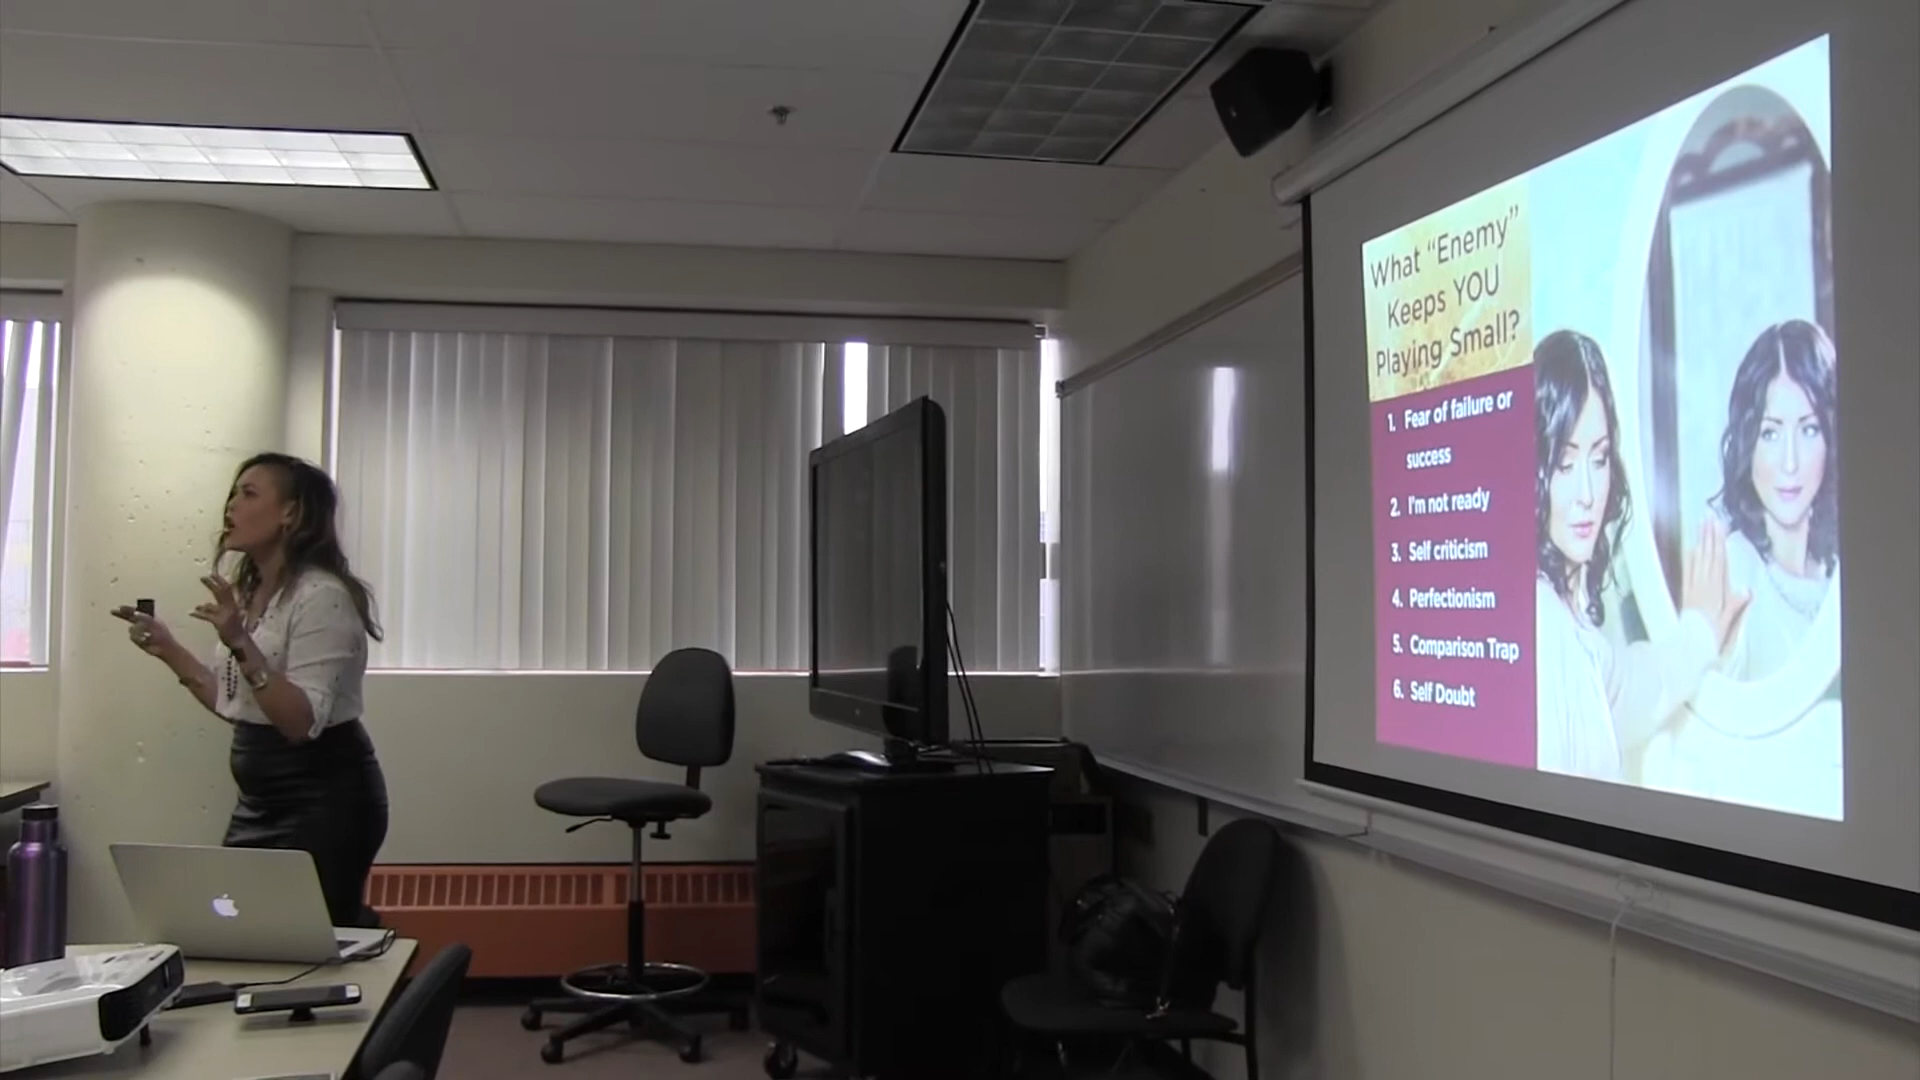 What “Enemy”
Keeps YOU
Playing Small?
1. Fear of failure or
success
2. I'm not ready
3. Self criticism
4. Perfectionism
5. Comparison Trap
6. Self Doubt